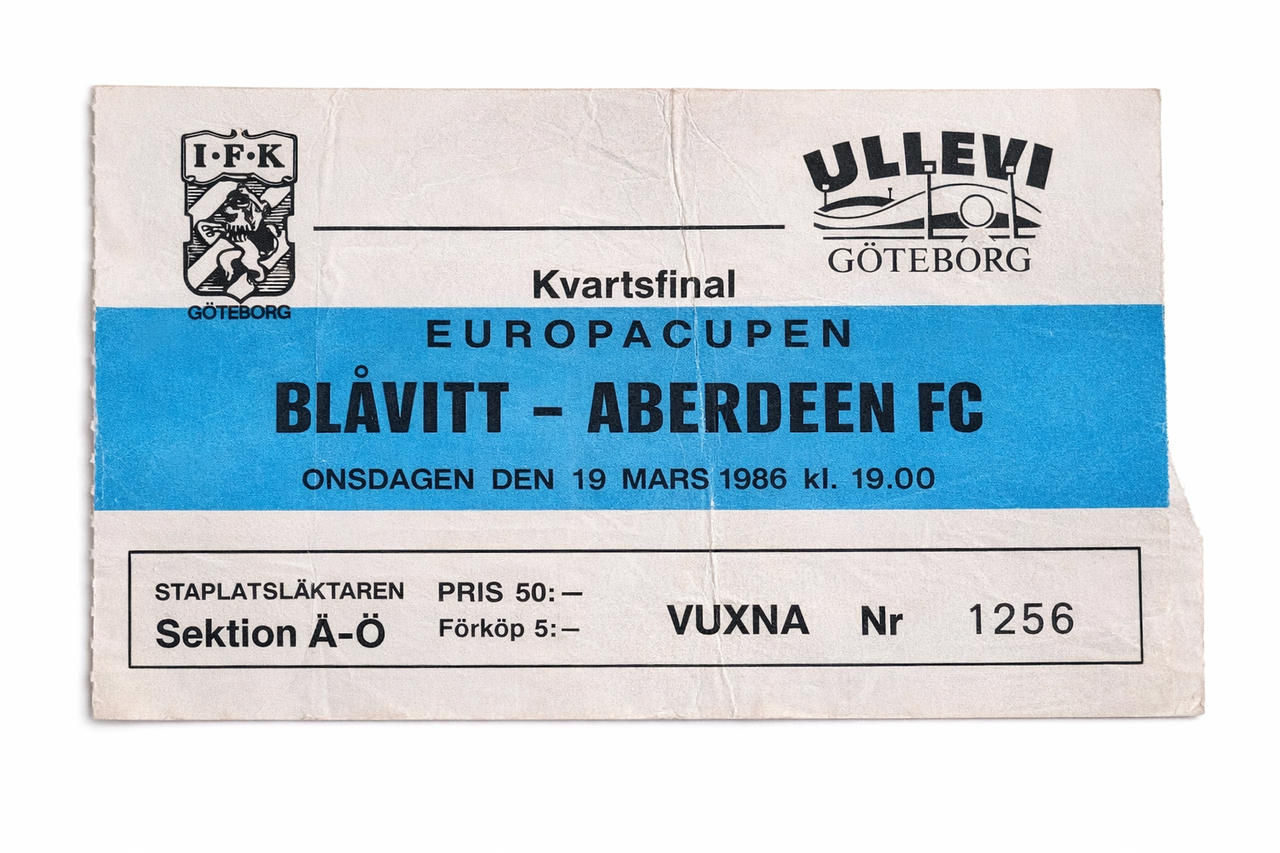 I·F·K
GÖTEBORG
ULLEVI
GÖTEBORG
Kvartsfinal
EUROPACUPEN
BLÅVITT – ABERDEEN FC
ONSDAGEN DEN 19 MARS 1986 kl. 19.00
STAPLATSLÄKTAREN
Sektion Ä-Ö
PRIS 50:—
Förköp 5:—
VUXNA Nr 1256